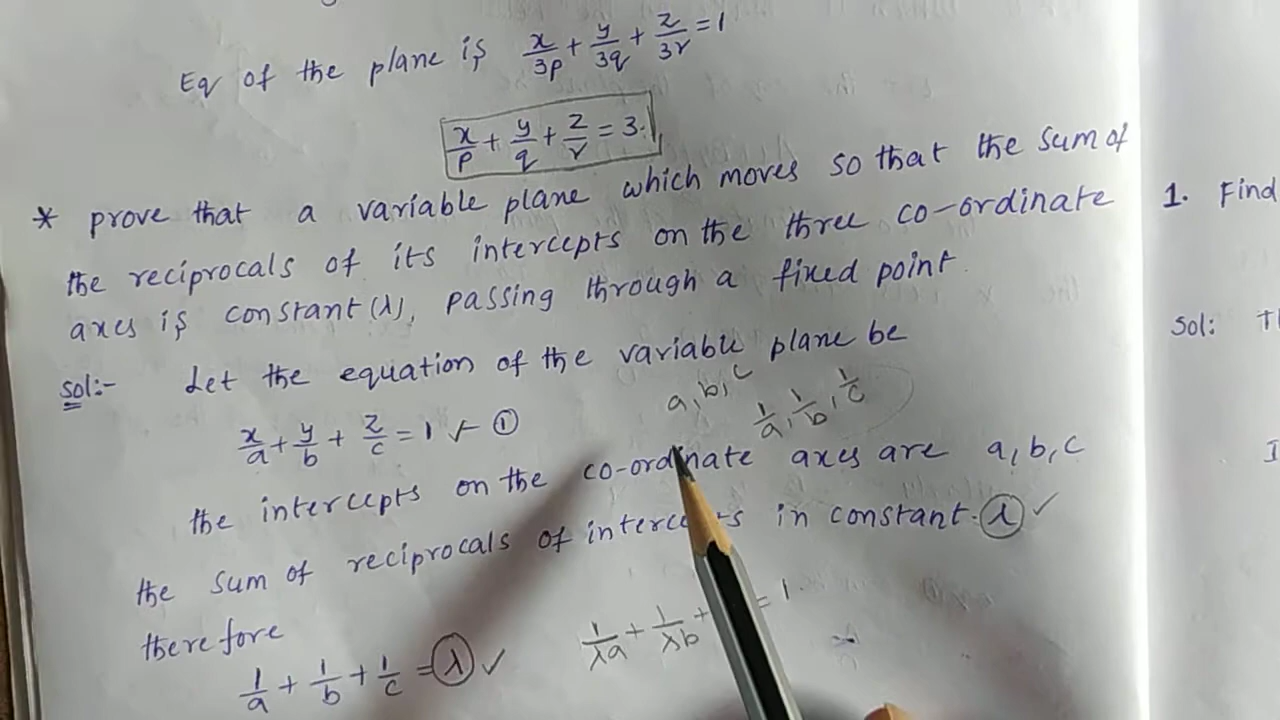 Eq of the plane is x/3p + y/3q + z/3r = 1
x/p + y/q + z/r = 3.
* prove that a variable plane which moves so that the sum of
the reciprocals of its intercepts on the three co-ordinate
axes is constant (λ), passing through a fixed point.
sol:- Let the equation of the variable plane be
a, b, c
1/a, 1/b, 1/c
x/a + y/b + z/c = 1 ①
the intercepts on the co-ordinate axes are a, b, c
the sum of reciprocals of in constant. λ ✓
there fore
1/a + 1/b + 1/c = λ ✓
1/λa + 1/λb + = 1.
1. Find
Sol: